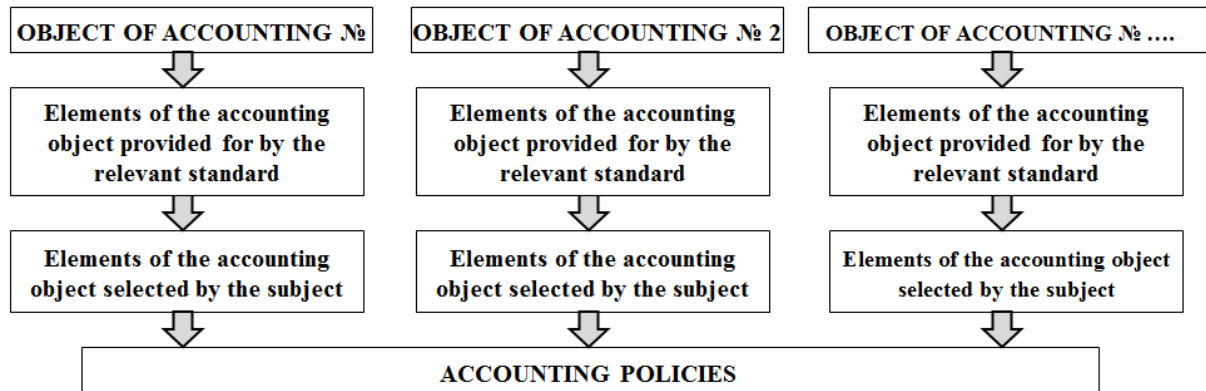 OBJECT OF ACCOUNTING №
OBJECT OF ACCOUNTING № 2
OBJECT OF ACCOUNTING № ….
Elements of the accounting
object provided for by the
relevant standard
Elements of the accounting
object provided for by the
relevant standard
Elements of the accounting
object provided for by the
relevant standard
Elements of the accounting
object selected by the subject
Elements of the accounting
object selected by the subject
Elements of the accounting object
selected by the subject
ACCOUNTING POLICIES